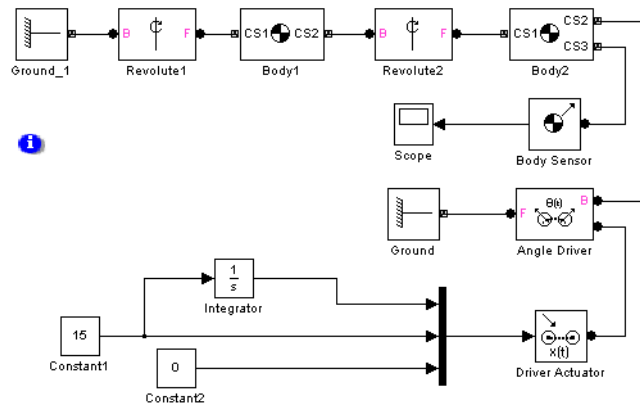 CS2
B F CS1 CS2 B F CS1 CS3
Ground_1 Revolute1 Body1 Revolute2 Body2
i
Scope Body Sensor
θ(t) B
F
Ground Angle Driver
1
s
Integrator
15
Constant1
0
x(t)
Constant2 Driver Actuator